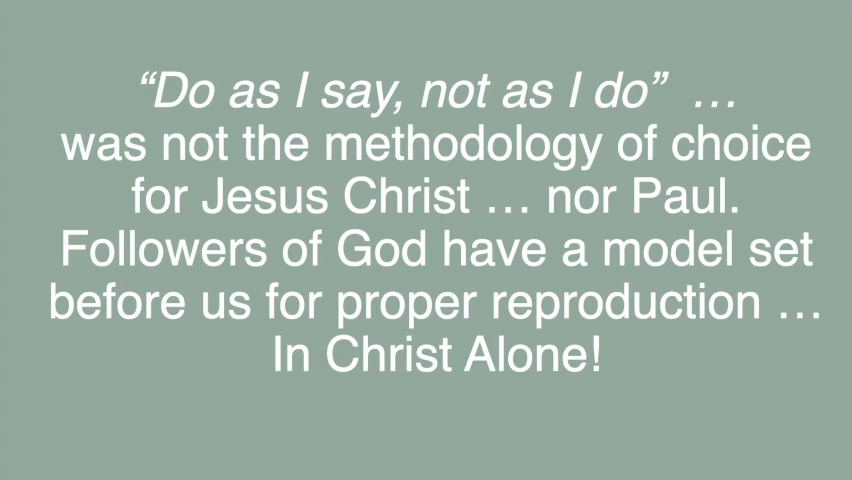 “Do as I say, not as I do” …
was not the methodology of choice
for Jesus Christ … nor Paul.
Followers of God have a model set
before us for proper reproduction …
In Christ Alone!